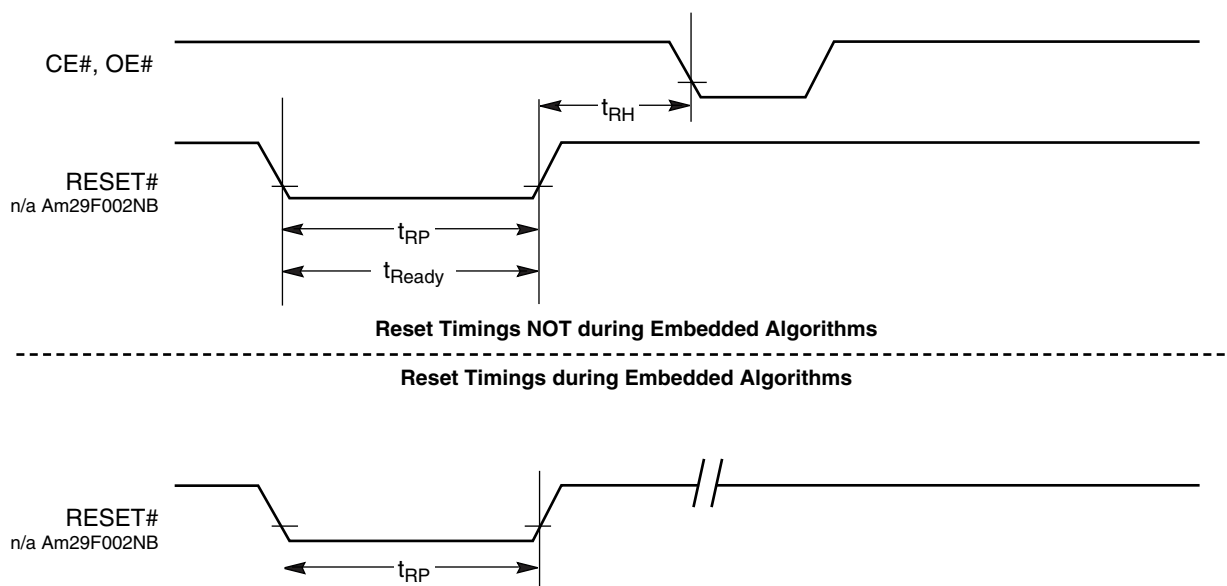 CE#, OE#
tRH
RESET#
n/a Am29F002NB
tRP
tReady
Reset Timings NOT during Embedded Algorithms
Reset Timings during Embedded Algorithms
RESET#
n/a Am29F002NB
tRP